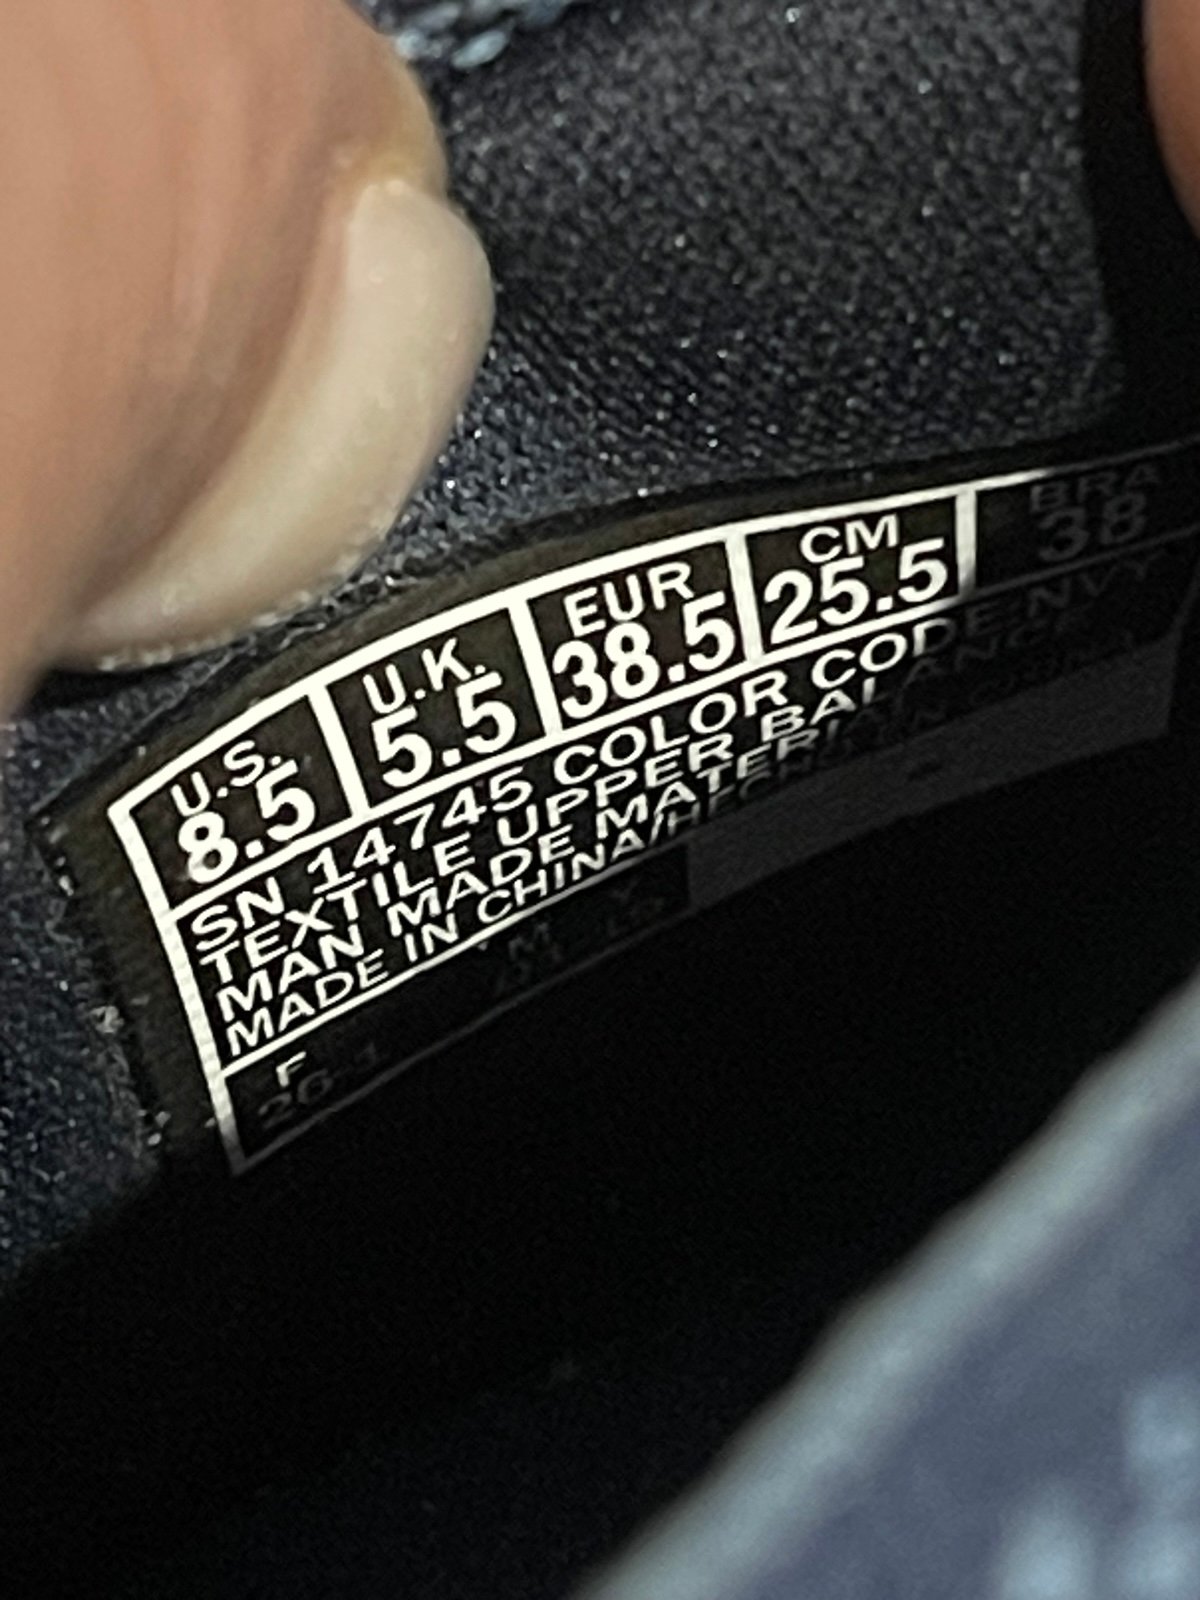 U.S. U.K. EUR CM BRA
8.5 5.5 38.5 25.5 38
SN 14745 COLOR CODE NVY
TEXTILE UPPER BALANCE
MAN MADE MATERIAL
MADE IN CHINA
F